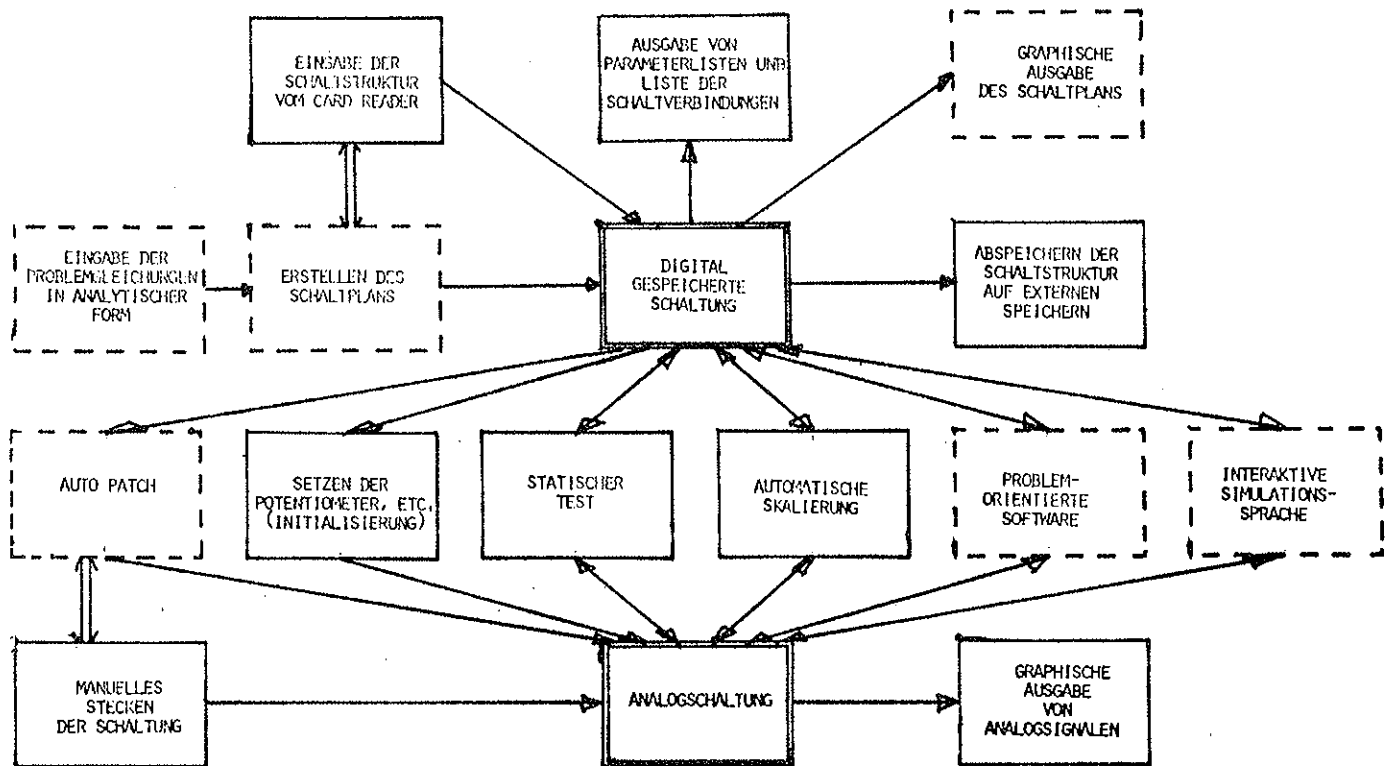 EINGABE DER
SCHALTSTRUKTUR
VOM CARD READER
AUSGABE VON
PARAMETERLISTEN UND
LISTE DER
SCHALTVERBINDUNGEN
GRAPHISCHE
AUSGABE
DES SCHALTPLANS
EINGABE DER
PROBLEMGLEICHUNGEN
IN ANALYTISCHER
FORM
ERSTELLEN DES
SCHALTPLANS
DIGITAL
GESPEICHERTE
SCHALTUNG
ABSPEICHERN DER
SCHALTSTRUKTUR
AUF EXTERNEN
SPEICHERN
AUTO PATCH
SETZEN DER
POTENTIOMETER, ETC.
(INITIALISIERUNG)
STATISCHER
TEST
AUTOMATISCHE
SKALIERUNG
PROBLEM-
ORIENTIERTE
SOFTWARE
INTERAKTIVE
SIMULATIONS-
SPRACHE
MANUELLES
STECKEN
DER SCHALTUNG
ANALOGSCHALTUNG
GRAPHISCHE
AUSGABE
VON
ANALOGSIGNALEN